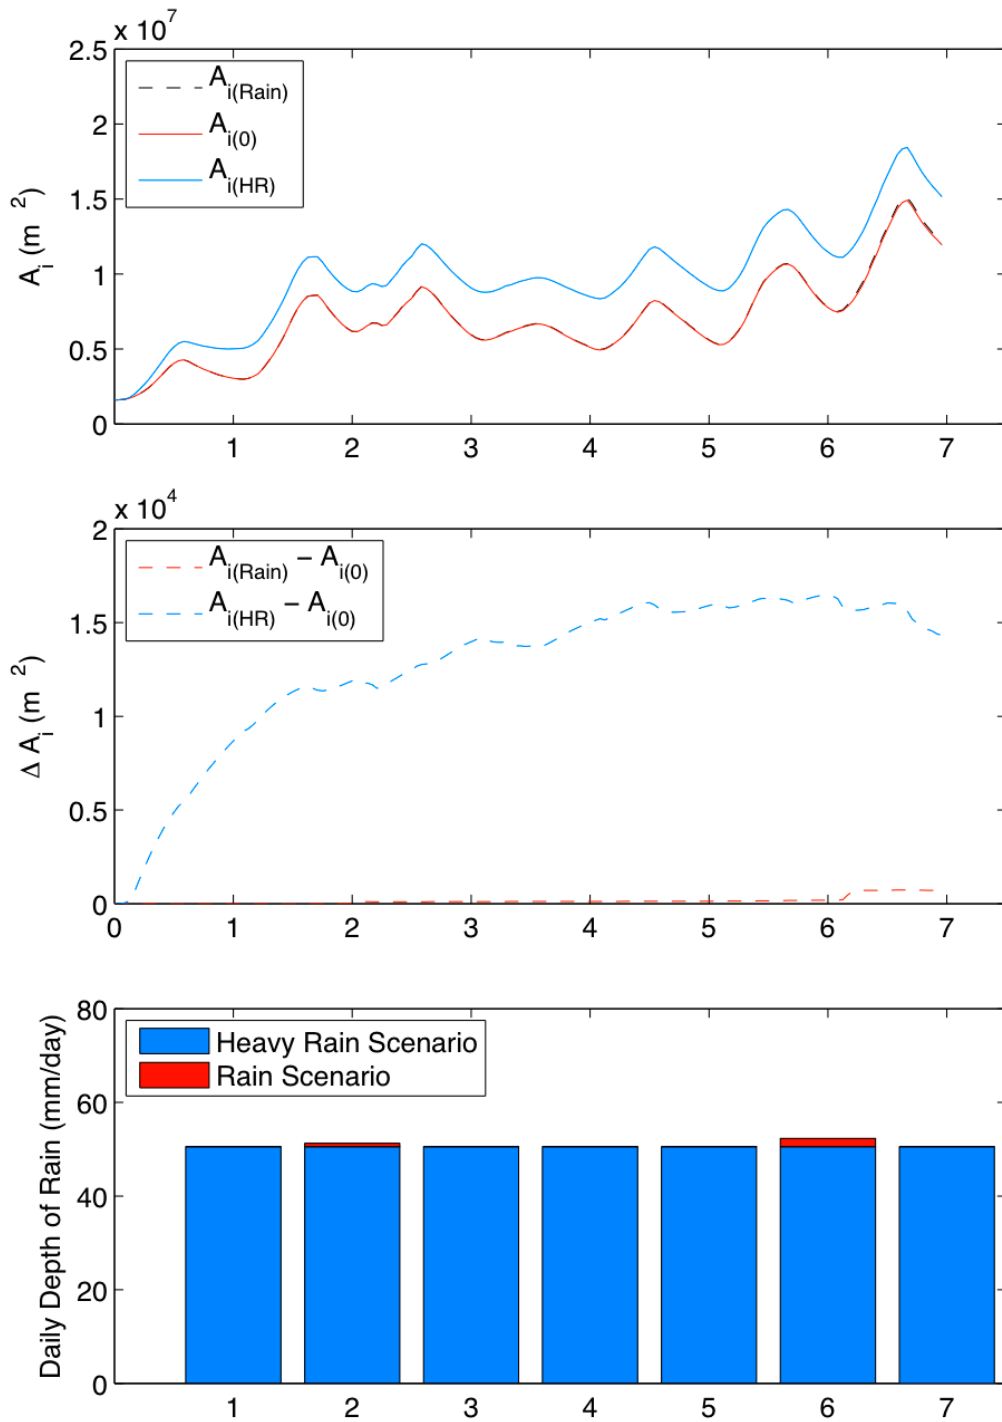 x 10^7
2.5
2
1.5
1
0.5
0
A_i (m^2)
A_i(Rain)
A_i(0)
A_i(HR)
1 2 3 4 5 6 7
x 10^4
2
1.5
1
0.5
0
Δ A_i (m^2)
A_i(Rain) – A_i(0)
A_i(HR) – A_i(0)
0 1 2 3 4 5 6 7
80
60
40
20
0
Daily Depth of Rain (mm/day)
Heavy Rain Scenario
Rain Scenario
1 2 3 4 5 6 7